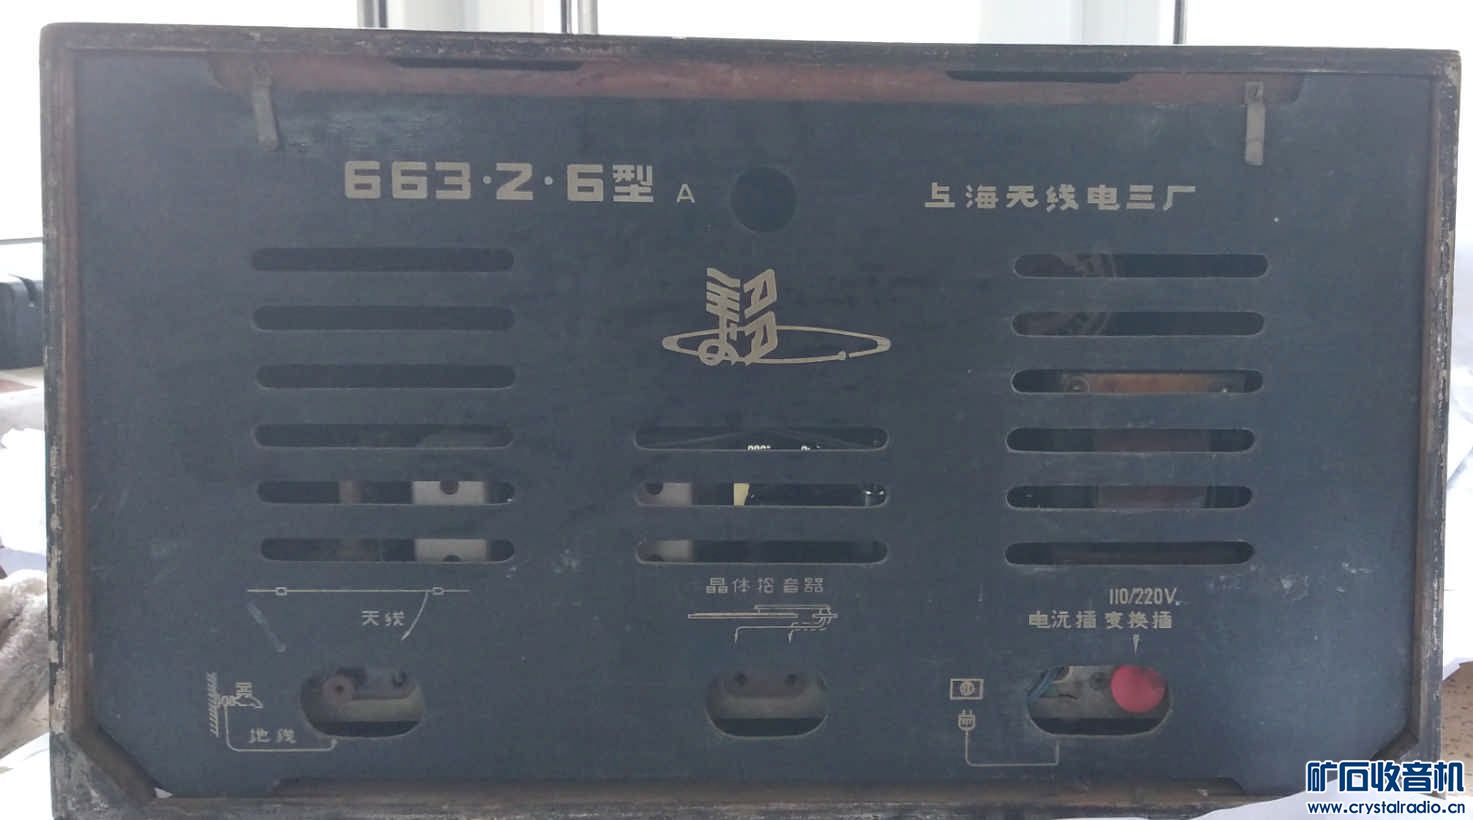 663·2·6型 A
上海无线电三厂
晶体拾音器
110/220V
天线
电沅插 变换插
地线
矿石收音机
www.crystalradio.cn